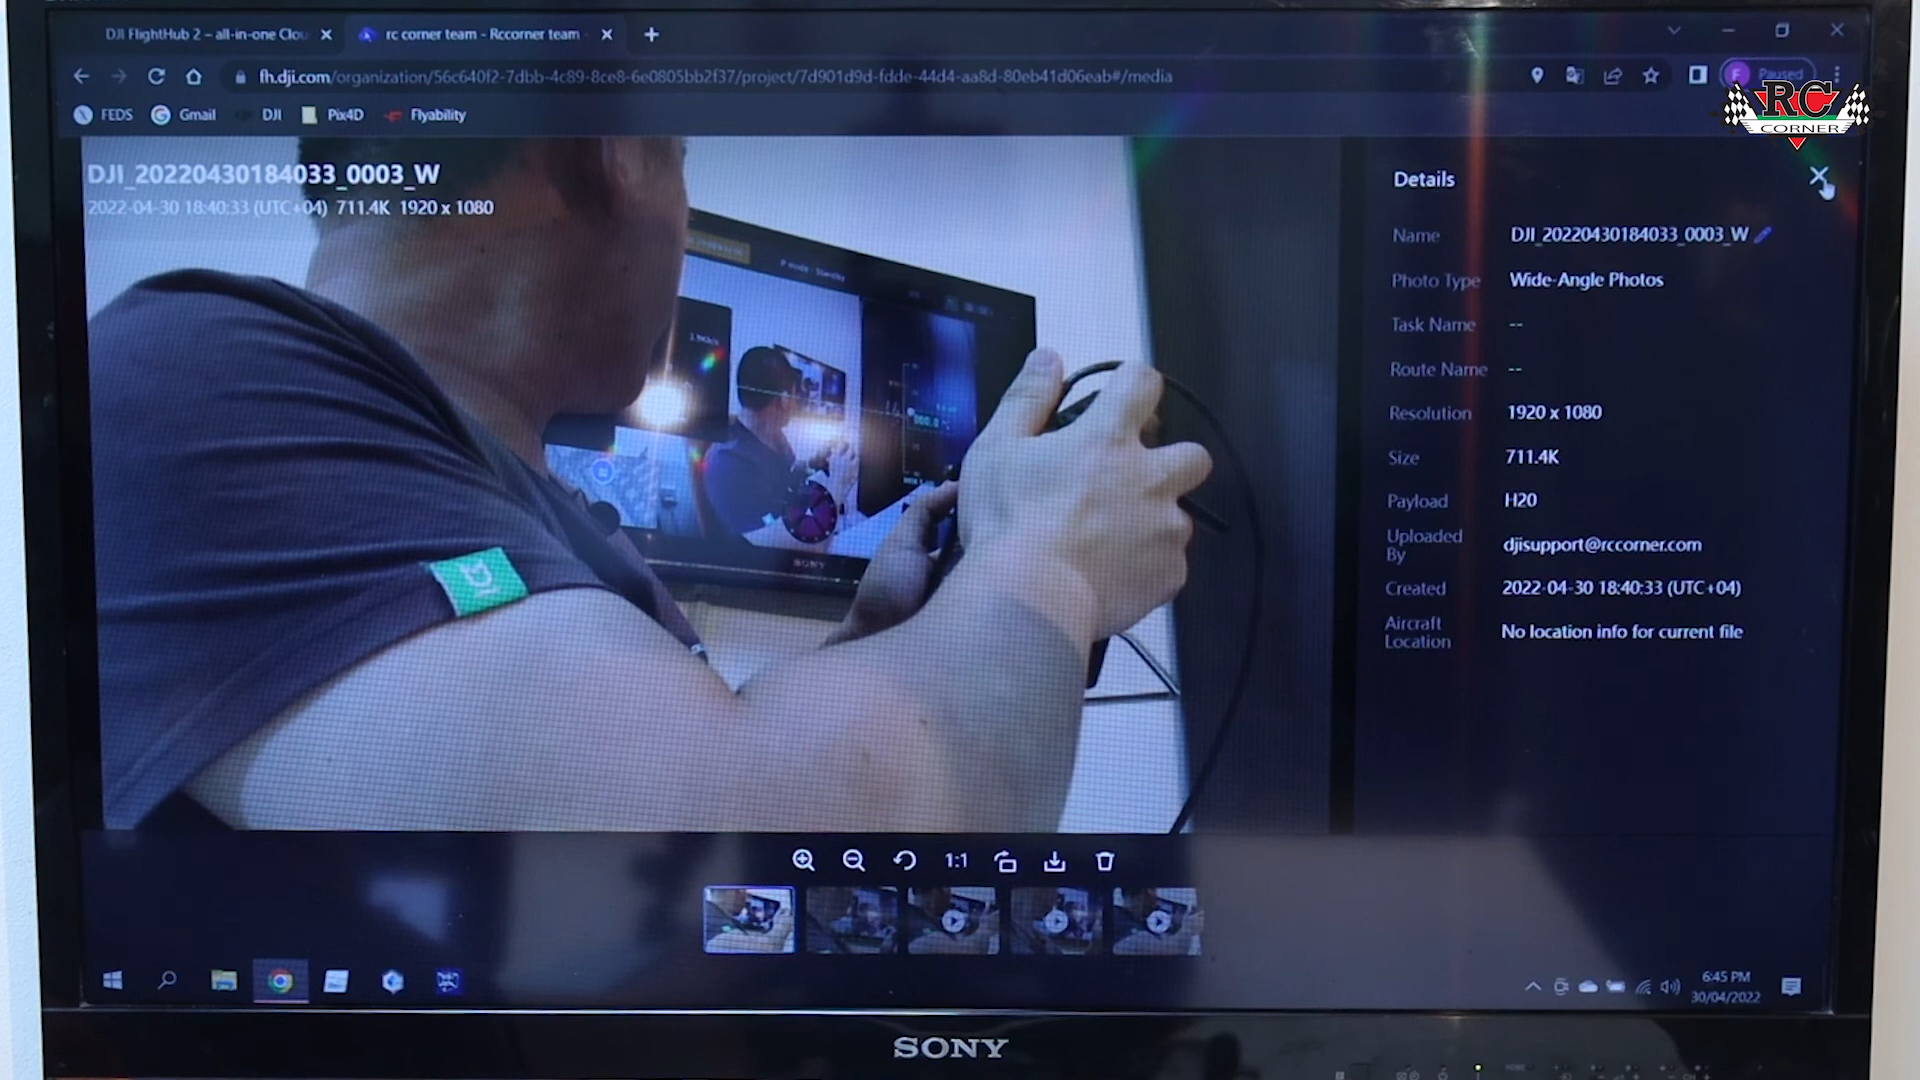 DJI FlightHub 2 – all-in-one Clou
rc corner team - Rccorner team
fh.dji.com/organization/56c640f2-7dbb-4c89-8ce8-6e0805bb2f37/project/7d901d9d-fdde-44d4-aa8d-80eb41d06eab#/media
Paused
FEDS
Gmail
DJI
Pix4D
Flyability
RC
CORNER
DJI_20220430184033_0003_W
2022-04-30 18:40:33 (UTC+04) 711.4K 1920 x 1080
P mode - Standby
SONY
Details
Name DJI_20220430184033_0003_W
Photo Type Wide-Angle Photos
Task Name --
Route Name --
Resolution 1920 x 1080
Size 711.4K
Payload H20
Uploaded By djisupport@rccorner.com
Created 2022-04-30 18:40:33 (UTC+04)
Aircraft Location No location info for current file
1:1
6:45 PM
30/04/2022
SONY